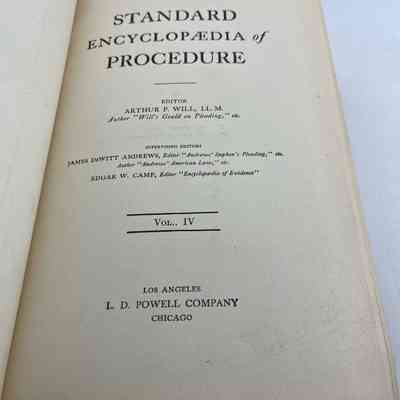 STANDARD
ENCYCLOPÆDIA of
PROCEDURE
EDITOR
ARTHUR P. WILL, LL. M.
Author "Will's Gould on Pleading," etc.
SUPERVISING EDITORS
JAMES DEWITT ANDREWS, Editor "Andrews' Stephen's Pleading," etc.
Author "Andrews' American Law," etc.
EDGAR W. CAMP, Editor "Encyclopædia of Evidence"
VOL. IV
LOS ANGELES
L. D. POWELL COMPANY
CHICAGO